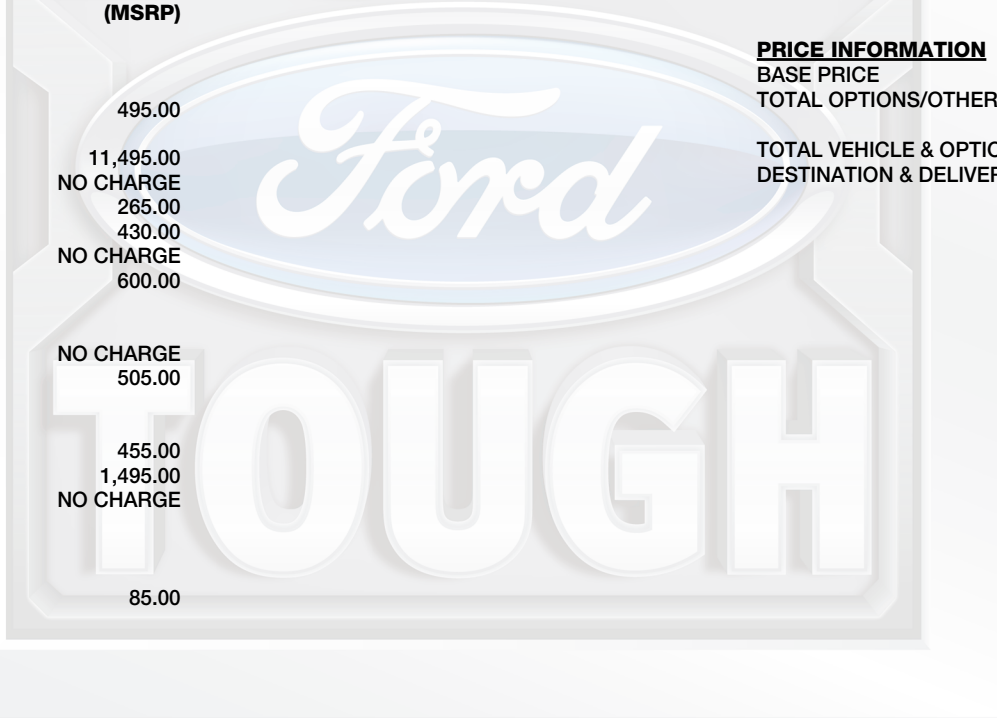 (MSRP)
495.00
11,495.00
NO CHARGE
265.00
430.00
NO CHARGE
600.00
NO CHARGE
505.00
455.00
1,495.00
NO CHARGE
85.00
PRICE INFORMATION
BASE PRICE
TOTAL OPTIONS/OTHER
TOTAL VEHICLE & OPTIO
DESTINATION & DELIVER
Ford
TOUGH